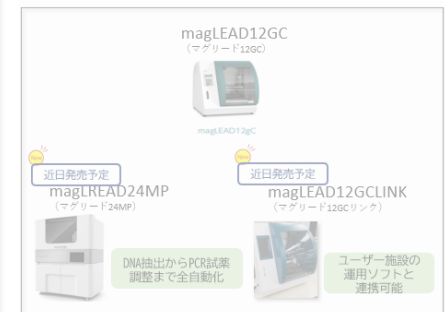 magLEAD12GC
（マグリード12GC）
magLEAD12gC
New
近日発売予定
magLREAD24MP
（マグリード24MP）
DNA抽出からPCR試薬
調整まで全自動化
New
近日発売予定
magLEAD12GCLINK
（マグリード12GCリンク）
ユーザー施設の
運用ソフトと
連携可能